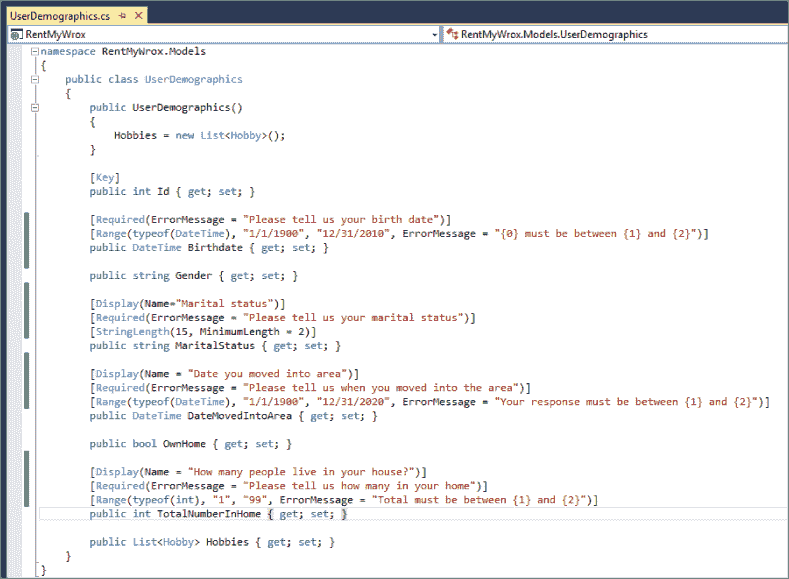 UserDemographics.cs
RentMyWrox RentMyWrox.Models.UserDemographics
namespace RentMyWrox.Models
{
public class UserDemographics
{
public UserDemographics()
{
Hobbies = new List<Hobby>();
}
[Key]
public int Id { get; set; }
[Required(ErrorMessage = "Please tell us your birth date")]
[Range(typeof(DateTime), "1/1/1900", "12/31/2010", ErrorMessage = "{0} must be between {1} and {2}")]
public DateTime Birthdate { get; set; }
public string Gender { get; set; }
[Display(Name="Marital status")]
[Required(ErrorMessage = "Please tell us your marital status")]
[StringLength(15, MinimumLength = 2)]
public string MaritalStatus { get; set; }
[Display(Name = "Date you moved into area")]
[Required(ErrorMessage = "Please tell us when you moved into the area")]
[Range(typeof(DateTime), "1/1/1900", "12/31/2020", ErrorMessage = "Your response must be between {1} and {2}")]
public DateTime DateMovedIntoArea { get; set; }
public bool OwnHome { get; set; }
[Display(Name = "How many people live in your house?")]
[Required(ErrorMessage = "Please tell us how many in your home")]
[Range(typeof(int), "1", "99", ErrorMessage = "Total must be between {1} and {2}")]
public int TotalNumberInHome { get; set; }
public List<Hobby> Hobbies { get; set; }
}
}